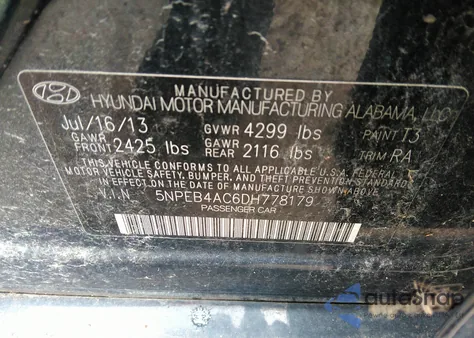 MANUFACTURED BY
HYUNDAI MOTOR MANUFACTURING ALABAMA, LLC
Jul/16/13 GVWR 4299 lbs PAINT T3
GAWR FRONT 2425 lbs GAWR REAR 2116 lbs TRIM RA
THIS VEHICLE CONFORMS TO ALL APPLICABLE U.S.A FEDERAL
MOTOR VEHICLE SAFETY, BUMPER, AND THEFT PREVENTION STANDARDS
IN EFFECT ON THE DATE OF MANUFACTURE SHOWN ABOVE
V.I.N 5NPEB4AC6DH778179
PASSENGER CAR
autoSnap